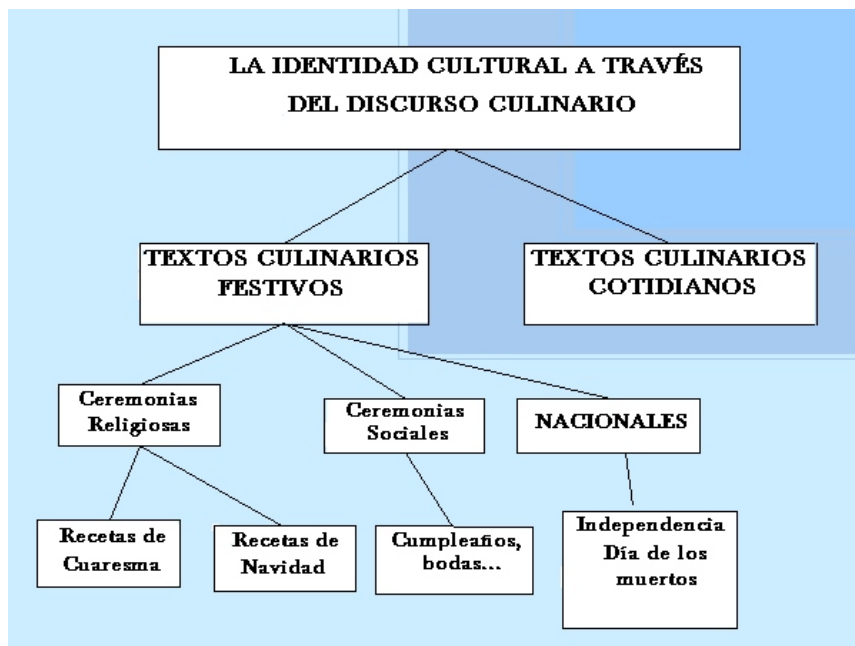 LA IDENTIDAD CULTURAL A TRAVÉS
DEL DISCURSO CULINARIO
TEXTOS CULINARIOS
FESTIVOS
TEXTOS CULINARIOS
COTIDIANOS
Ceremonias
Religiosas
Ceremonias
Sociales
NACIONALES
Recetas de
Cuaresma
Recetas de
Navidad
Cumpleaños,
bodas...
Independencia
Día de los
muertos